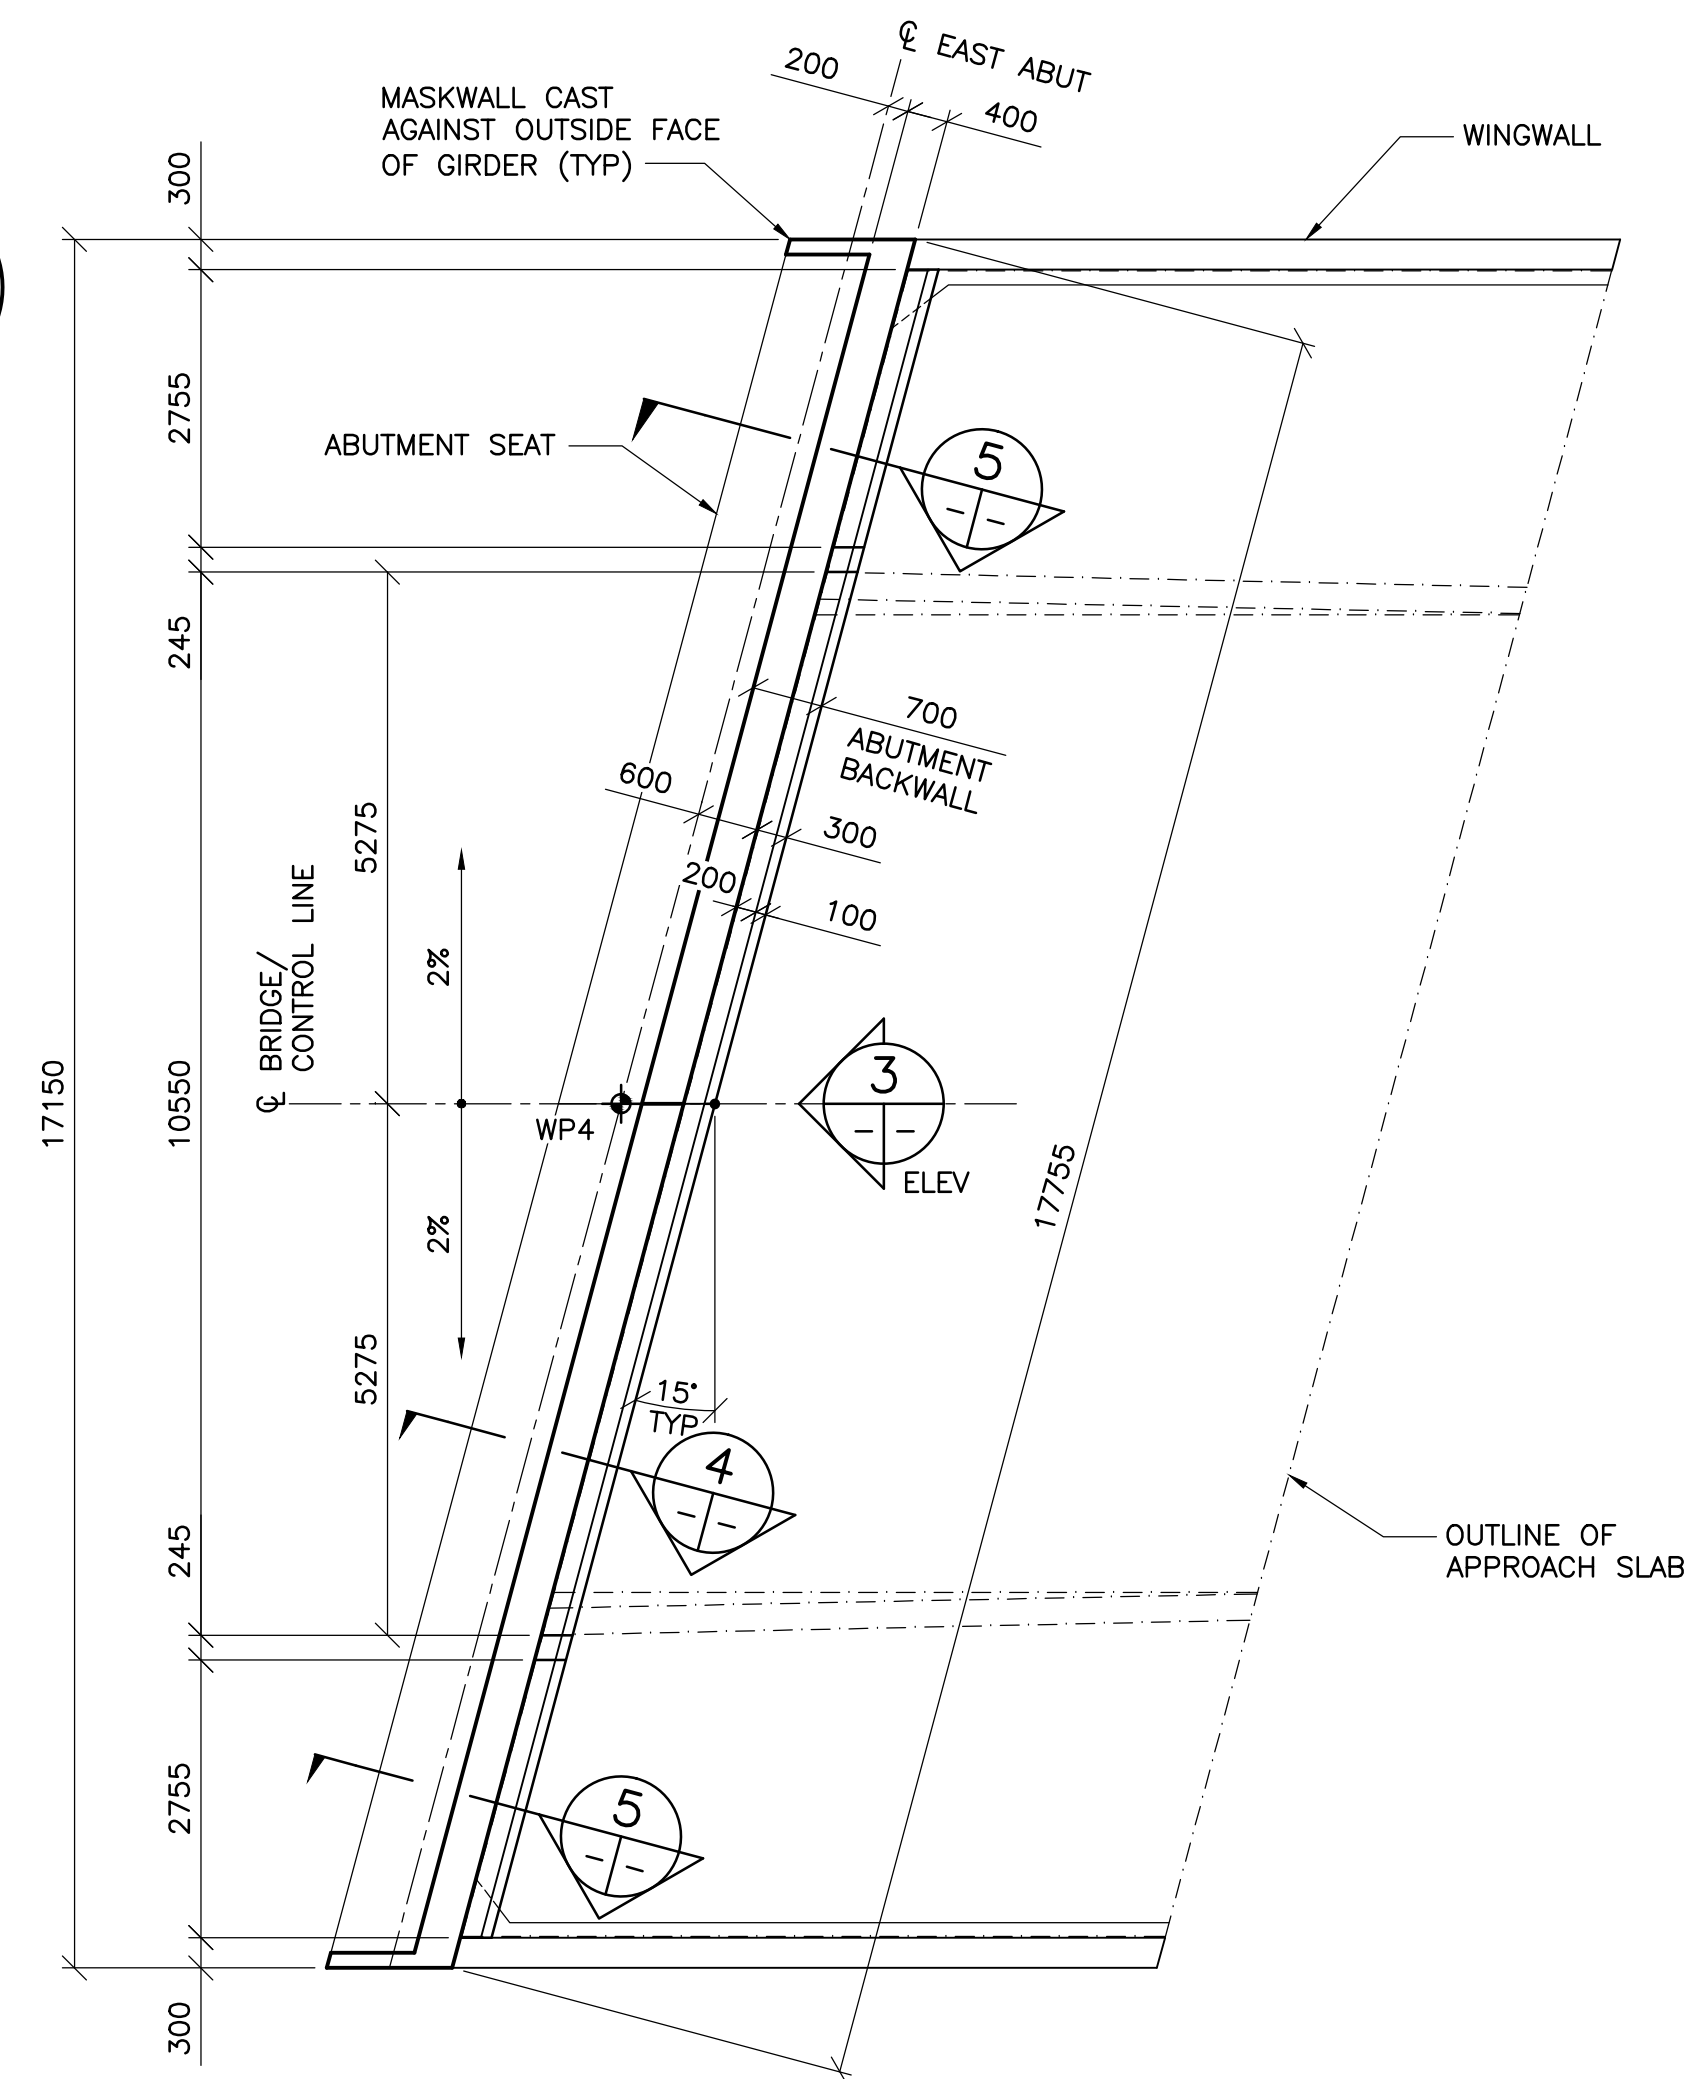 ℄ EAST ABUT
200
400
MASKWALL CAST
AGAINST OUTSIDE FACE
OF GIRDER (TYP)
WINGWALL
300
2755
ABUTMENT SEAT
5
245
700
ABUTMENT
BACKWALL
600
300
200
100
5275
2%
℄ BRIDGE/
CONTROL LINE
17150
10550
WP4
3
ELEV
17755
2%
5275
15°
TYP
4
245
OUTLINE OF
APPROACH SLAB
2755
5
300